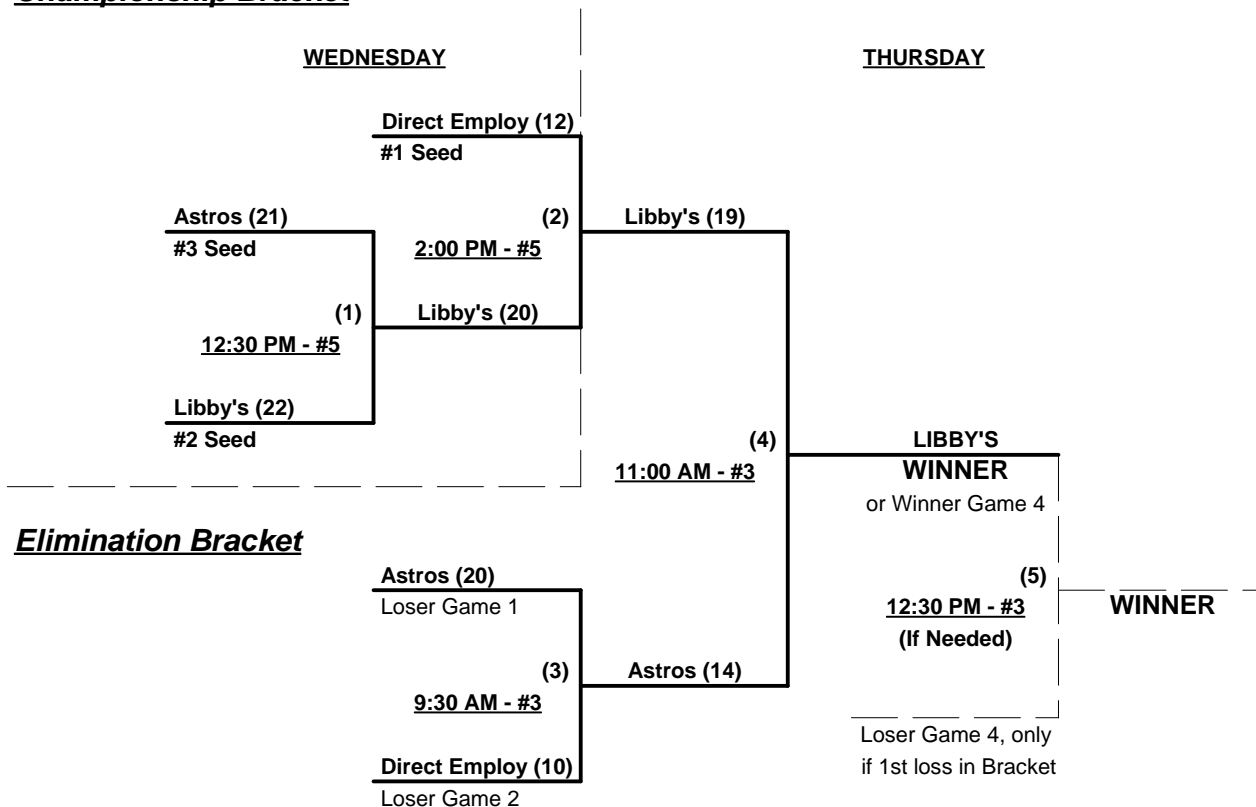 Championship Bracket
WEDNESDAY
THURSDAY
Direct Employ (12)
#1 Seed
Astros (21)
(2)
Libby's (19)
#3 Seed
2:00 PM - #5
(1)
Libby's (20)
12:30 PM - #5
Libby's (22)
#2 Seed
(4)
LIBBY'S
11:00 AM - #3
WINNER
or Winner Game 4
Elimination Bracket
Astros (20)
Loser Game 1
(5)
12:30 PM - #3
WINNER
(If Needed)
(3)
Astros (14)
9:30 AM - #3
Loser Game 4, only
if 1st loss in Bracket
Direct Employ (10)
Loser Game 2